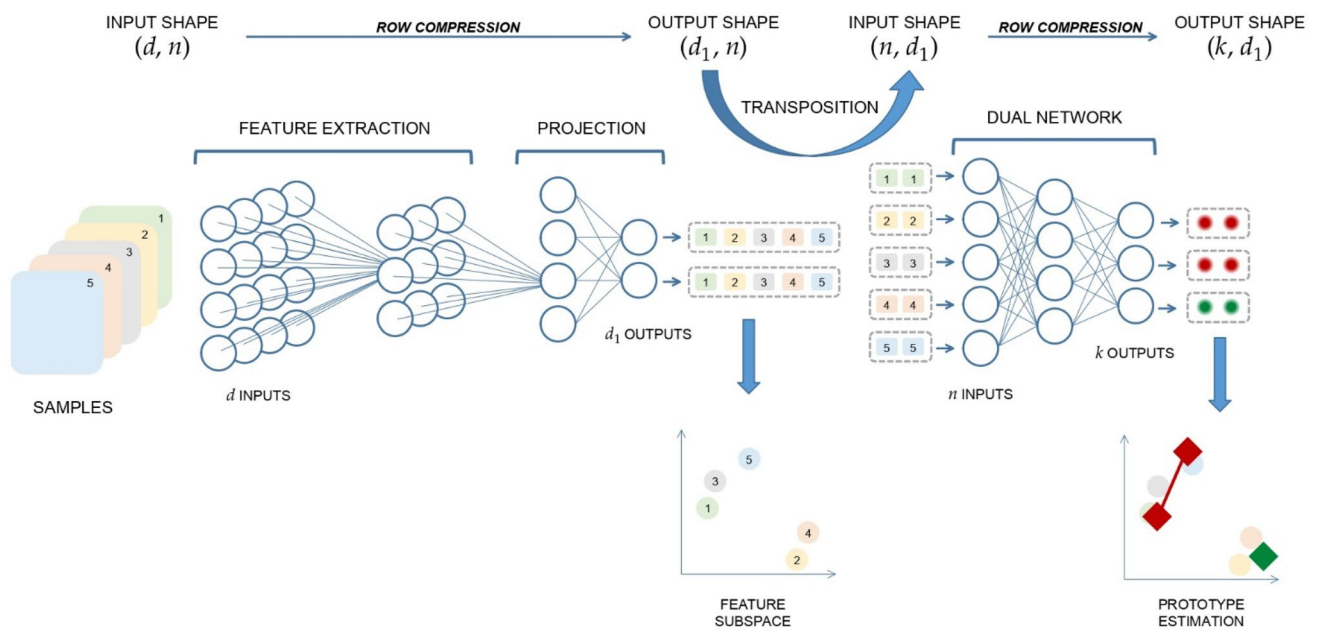 INPUT SHAPE
(d, n)
ROW COMPRESSION
OUTPUT SHAPE
(d₁, n)
INPUT SHAPE
(n, d₁)
ROW COMPRESSION
OUTPUT SHAPE
(k, d₁)
TRANSPOSITION
FEATURE EXTRACTION
PROJECTION
DUAL NETWORK
1
2
3
4
5
SAMPLES
d INPUTS
1 2 3 4 5
1 2 3 4 5
d₁ OUTPUTS
1 1
2 2
3 3
4 4
5 5
n INPUTS
k OUTPUTS
5
3
1
4
2
FEATURE
SUBSPACE
PROTOTYPE
ESTIMATION